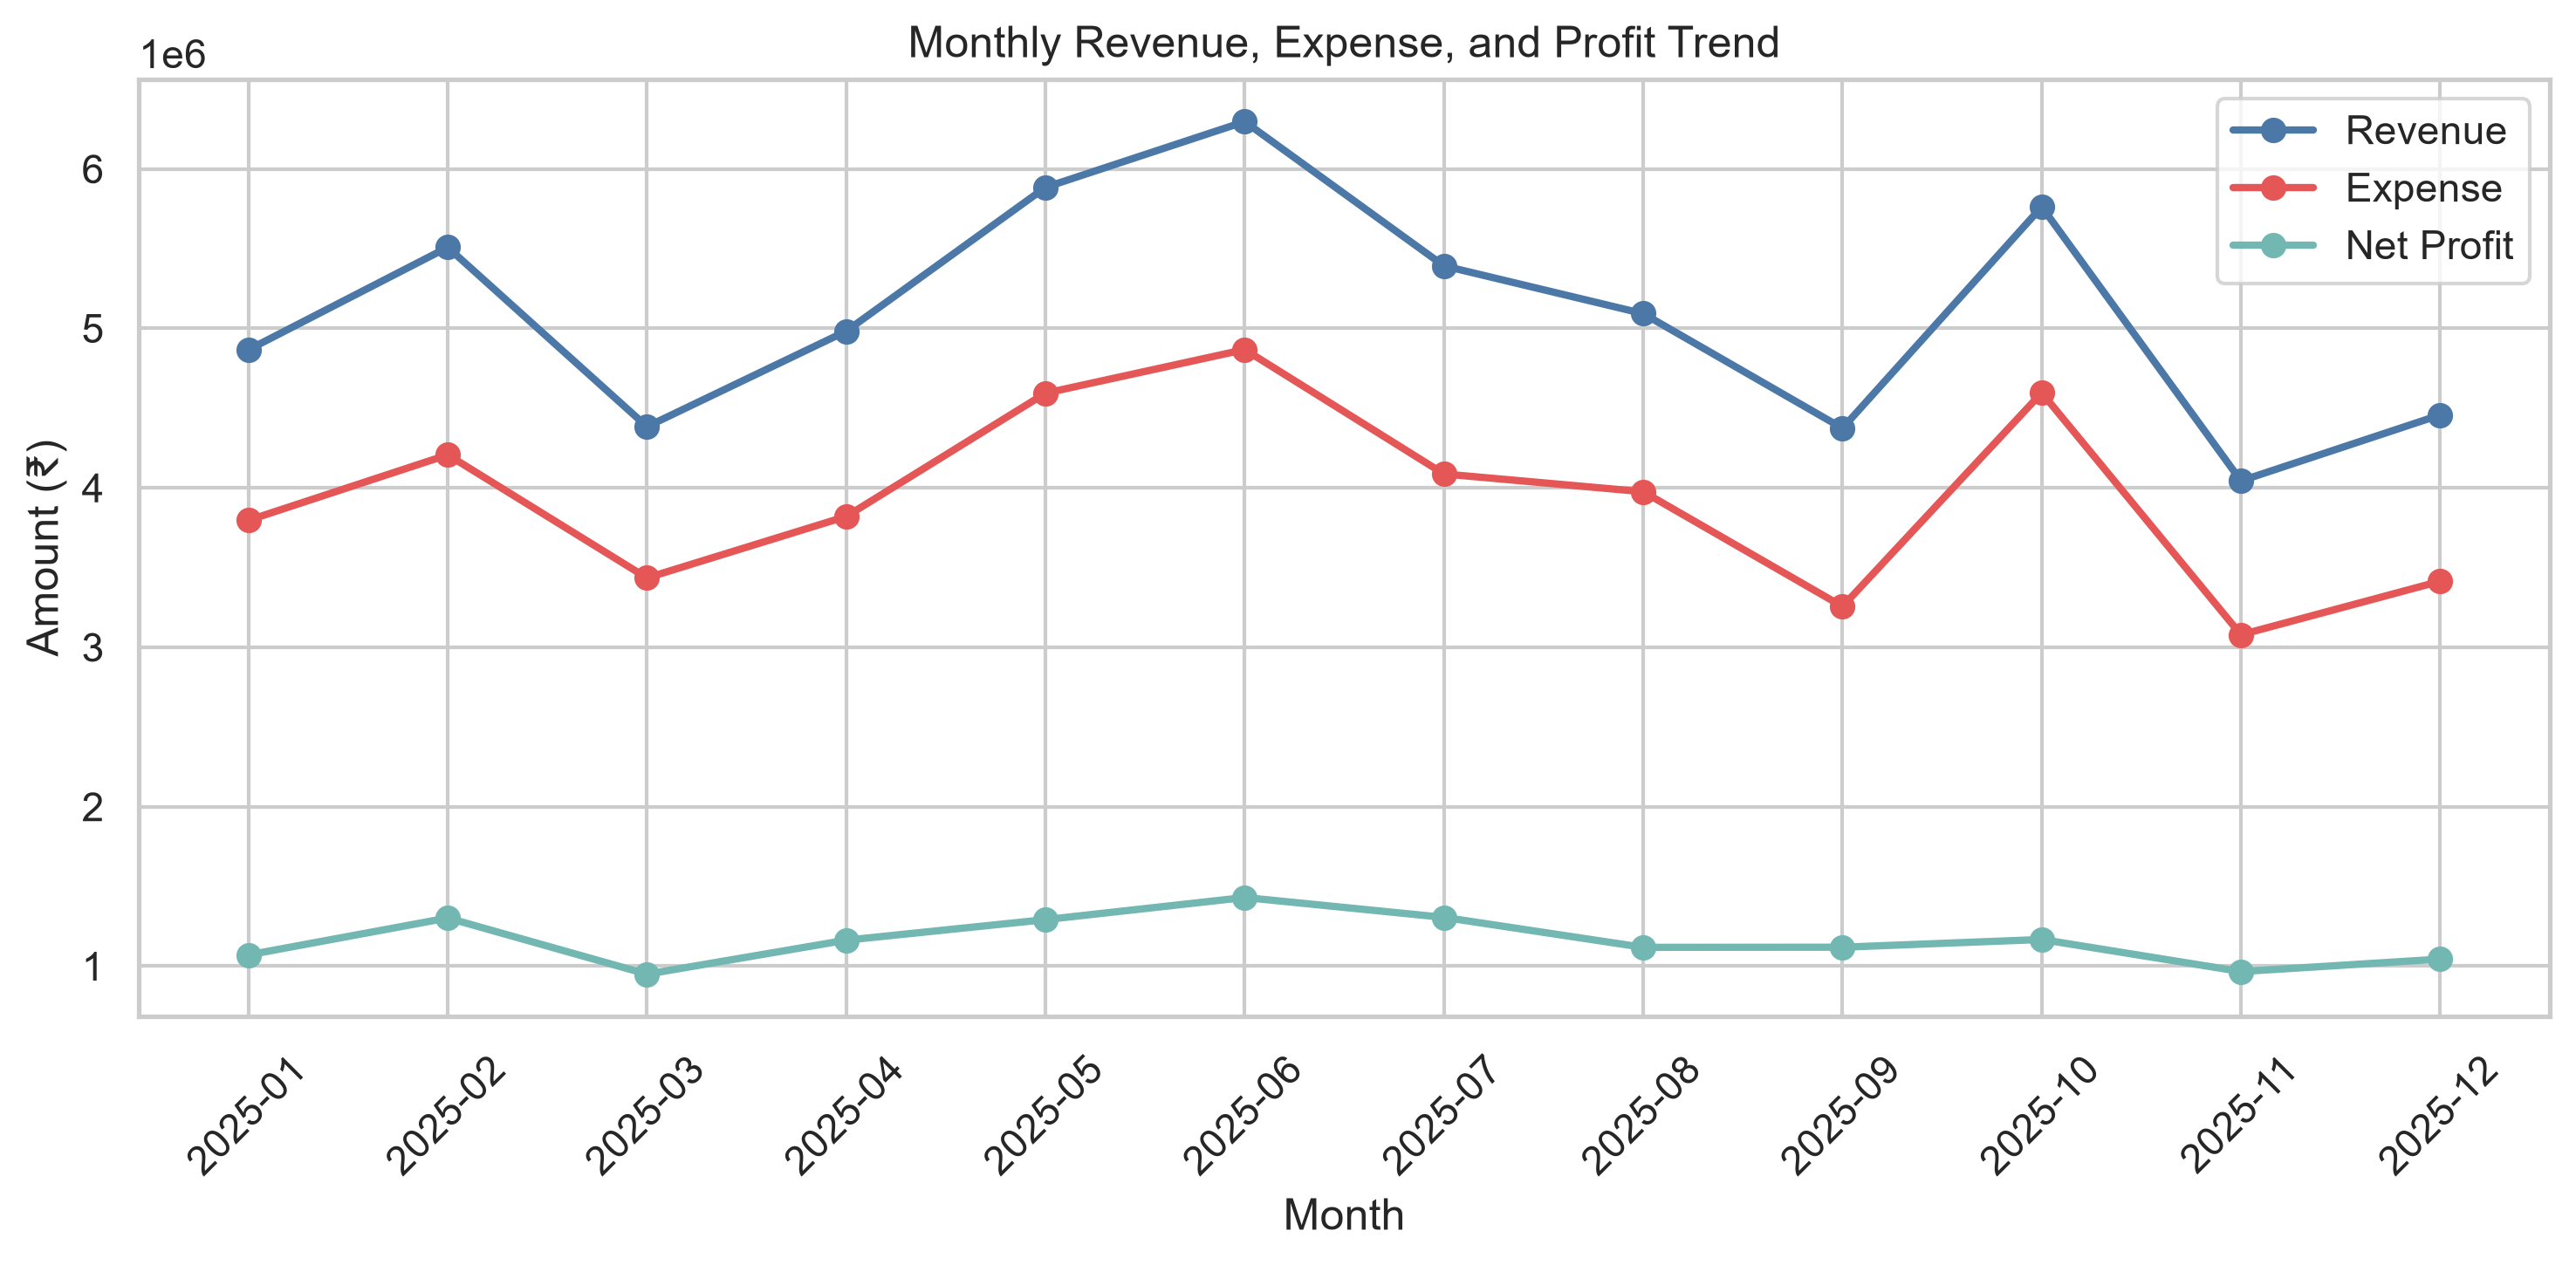 Monthly Revenue, Expense, and Profit Trend
1e6
Revenue
Expense
Net Profit
6
5
4
3
2
1
Amount (₹)
2025-01
2025-02
2025-03
2025-04
2025-05
2025-06
2025-07
2025-08
2025-09
2025-10
2025-11
2025-12
Month